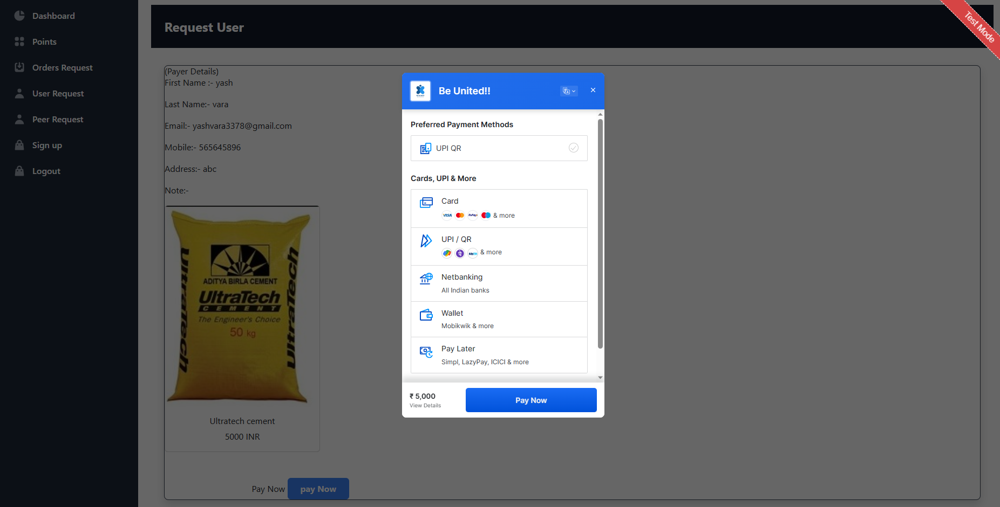 Dashboard
Points
Orders Request
User Request
Peer Request
Sign up
Logout
Request User
Test Mode
(Payer Details)
First Name :- yash
Last Name:- vara
Email:- yashvara3378@gmail.com
Mobile:- 565645896
Address:- abc
Note:-
UltraTech
ADITYA BIRLA CEMENT
UltraTech
CEMENT
The Engineer's Choice
50 kg
UltraTech
Ultratech cement
5000 INR
Pay Now pay Now
Be United!!
Preferred Payment Methods
UPI QR
Cards, UPI & More
Card
VISA RuPay & more
UPI / QR
पे paytm & more
Netbanking
All Indian banks
Wallet
Mobikwik & more
Pay Later
Simpl, LazyPay, ICICI & more
₹ 5,000
View Details
Pay Now